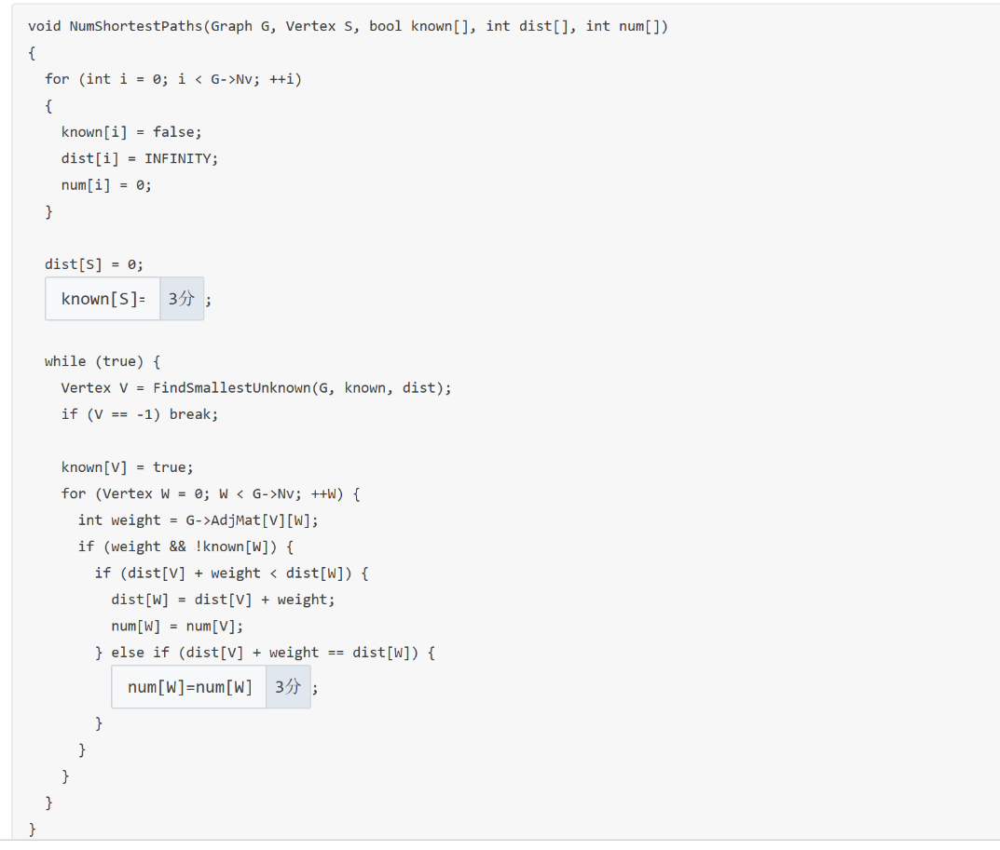 void NumShortestPaths(Graph G, Vertex S, bool known[], int dist[], int num[])
{
  for (int i = 0; i < G->Nv; ++i)
  {
    known[i] = false;
    dist[i] = INFINITY;
    num[i] = 0;
  }
  dist[S] = 0;
  known[S]= 3分 ;
  while (true) {
    Vertex V = FindSmallestUnknown(G, known, dist);
    if (V == -1) break;
    known[V] = true;
    for (Vertex W = 0; W < G->Nv; ++W) {
      int weight = G->AdjMat[V][W];
      if (weight && !known[W]) {
        if (dist[V] + weight < dist[W]) {
          dist[W] = dist[V] + weight;
          num[W] = num[V];
        } else if (dist[V] + weight == dist[W]) {
          num[W]=num[W] 3分 ;
        }
      }
    }
  }
}